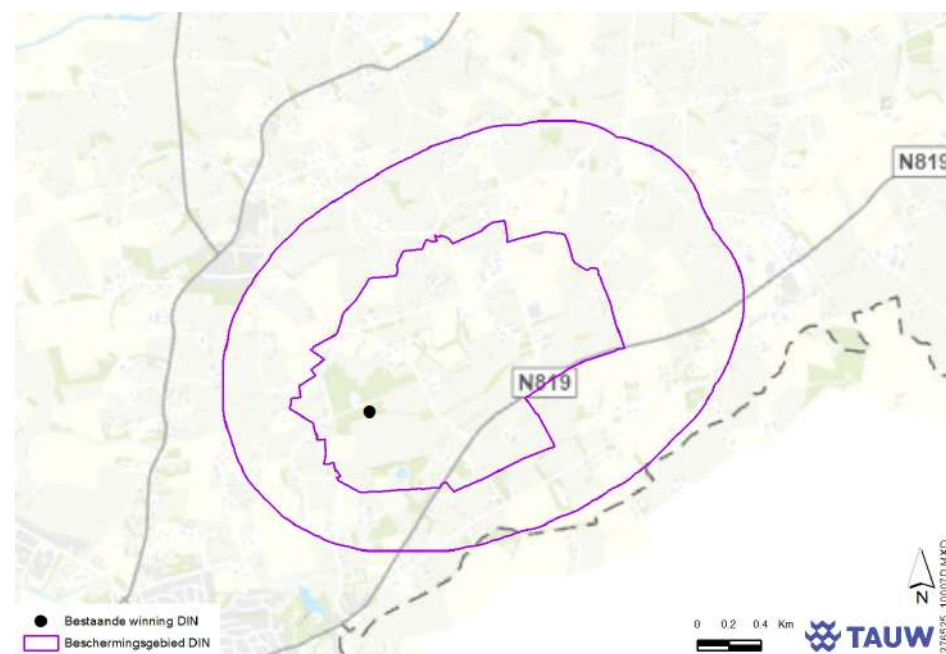 N819
N819
Bestaande winning DIN
Beschermingsgebied DIN
0 0.2 0.4 Km
N
TAUW